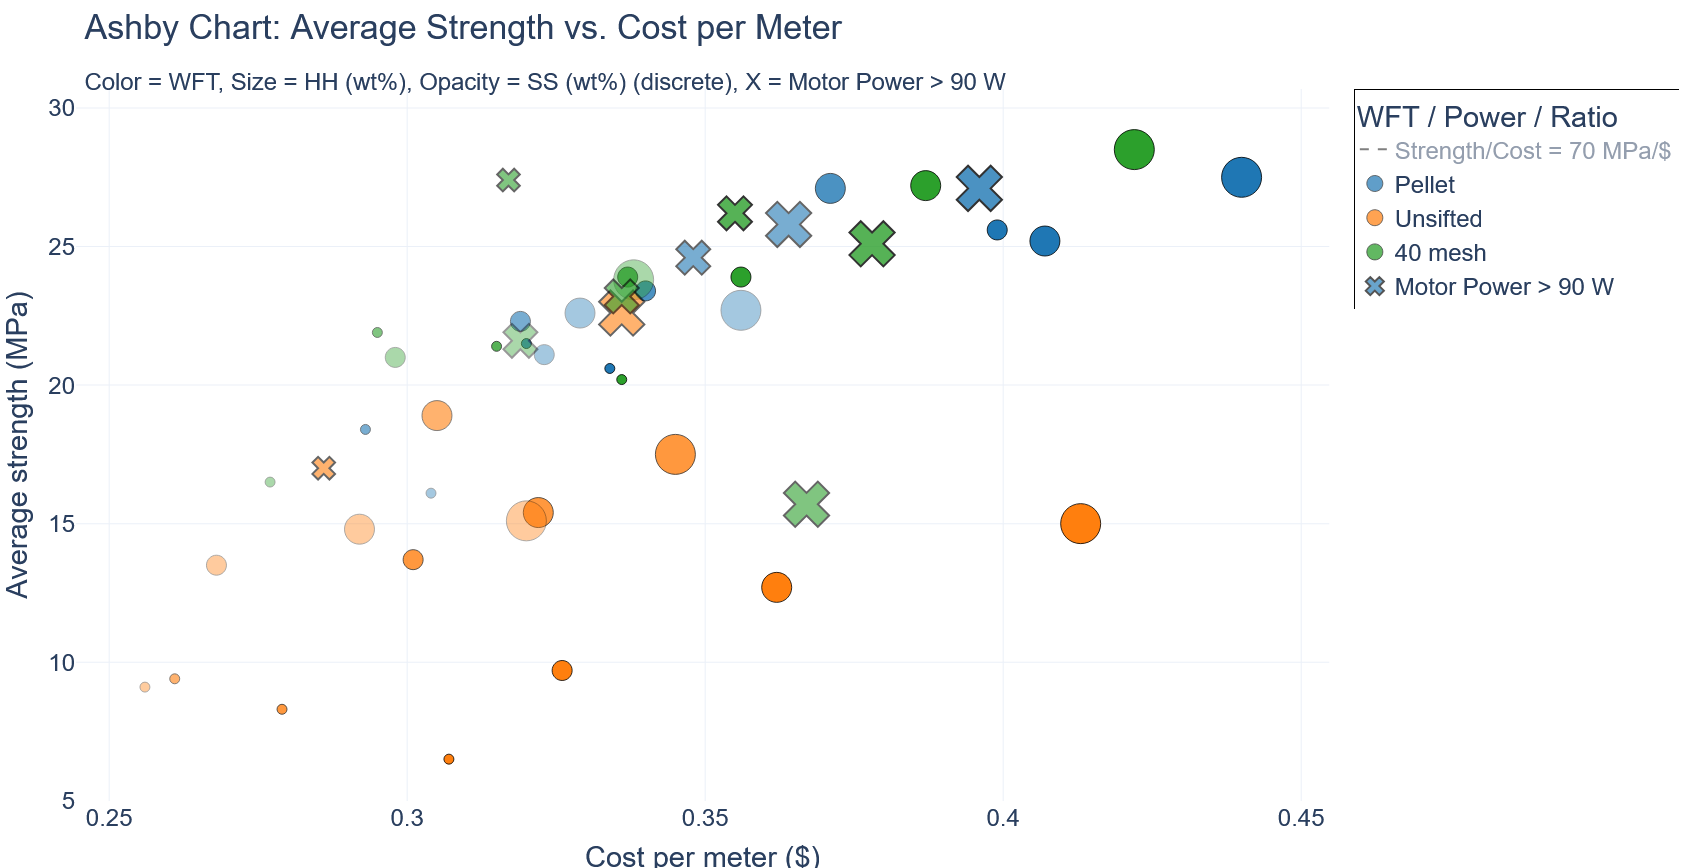 Ashby Chart: Average Strength vs. Cost per Meter
Color = WFT, Size = HH (wt%), Opacity = SS (wt%) (discrete), X = Motor Power > 90 W
30
25
20
15
10
5
Average strength (MPa)
0.25
0.3
0.35
0.4
0.45
Cost per meter ($)
WFT / Power / Ratio
Strength/Cost = 70 MPa/$
Pellet
Unsifted
40 mesh
Motor Power > 90 W